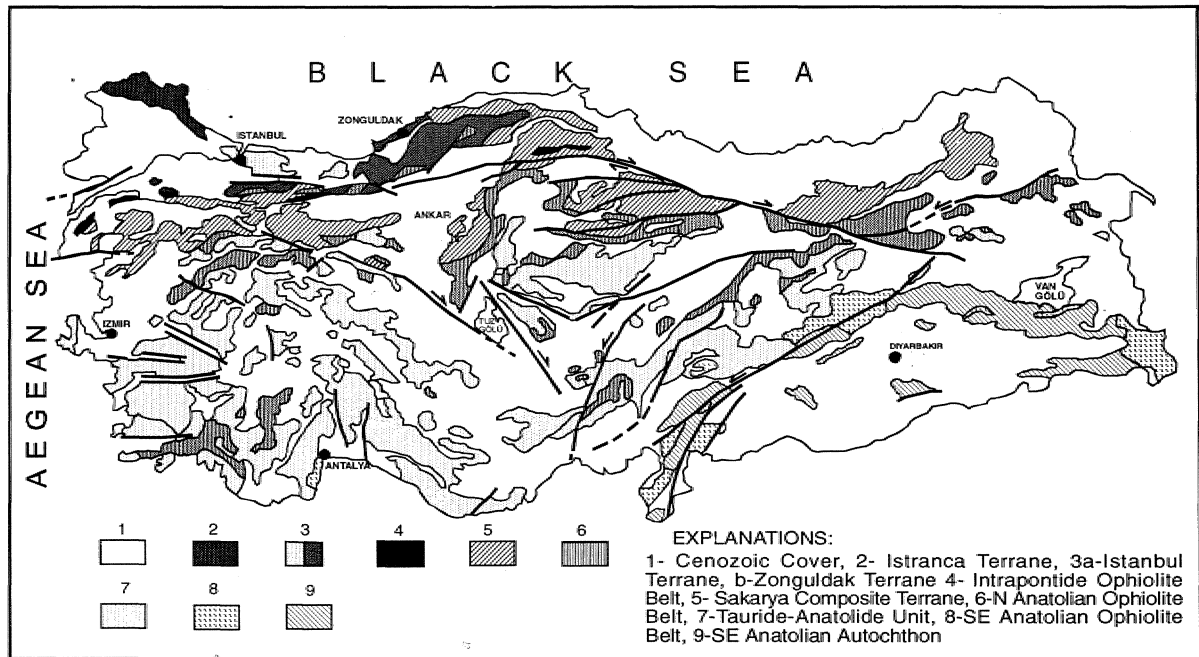 BLACK SEA
ZONGULDAK
ISTANBUL
ANKAR
AEGEAN SEA
VAN
GÖLÜ
TUZ
GÖLÜ
IZMIR
DIYARBAKIR
ANTALYA
1 2 3 4 5 6
7 8 9
EXPLANATIONS:
1- Cenozoic Cover, 2- Istranca Terrane, 3a-Istanbul
Terrane, b-Zonguldak Terrane 4- Intrapontide Ophiolite
Belt, 5- Sakarya Composite Terrane, 6-N Anatolian Ophiolite
Belt, 7-Tauride-Anatolide Unit, 8-SE Anatolian Ophiolite
Belt, 9-SE Anatolian Autochthon